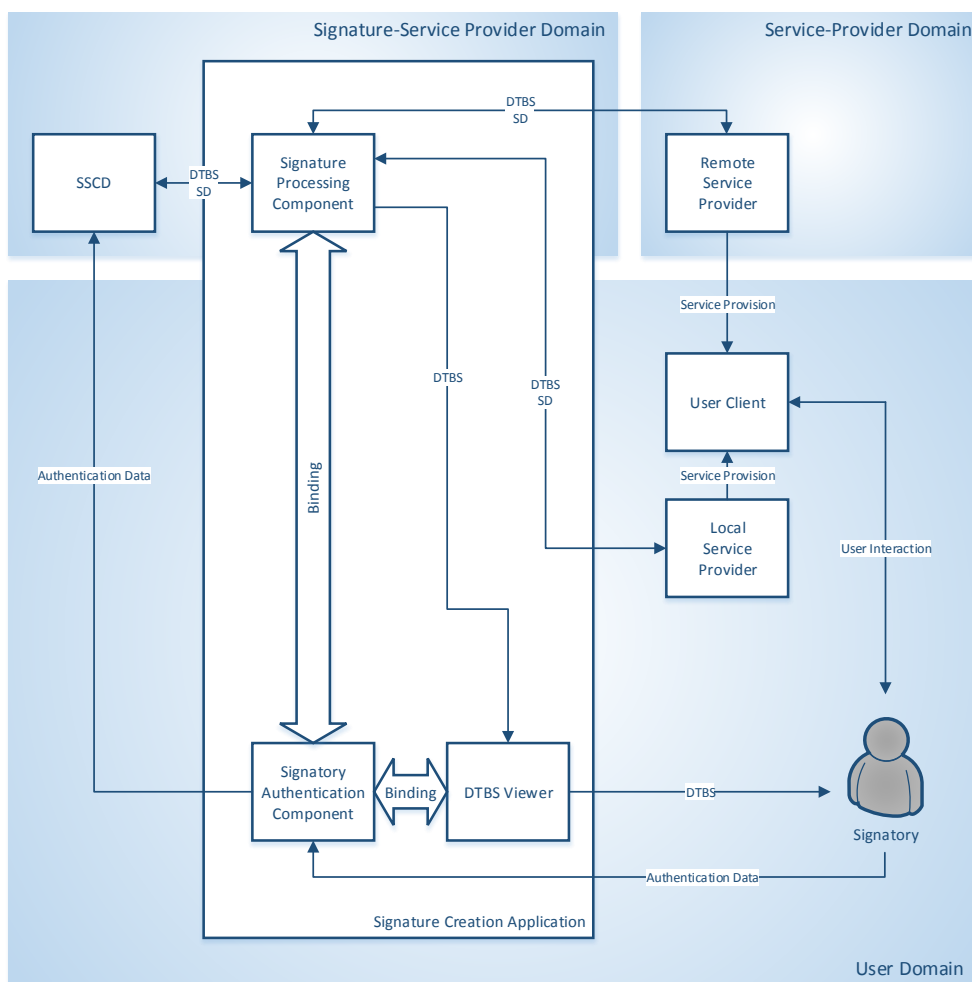 Signature-Service Provider Domain
Service-Provider Domain
DTBS
SD
SSCD
DTBS
SD
Signature
Processing
Component
Remote
Service
Provider
Service Provision
DTBS
DTBS
SD
User Client
Authentication Data
Binding
Service Provision
Local
Service
Provider
User Interaction
Signatory
Authentication
Component
Binding
DTBS Viewer
DTBS
Signatory
Authentication Data
Signature Creation Application
User Domain